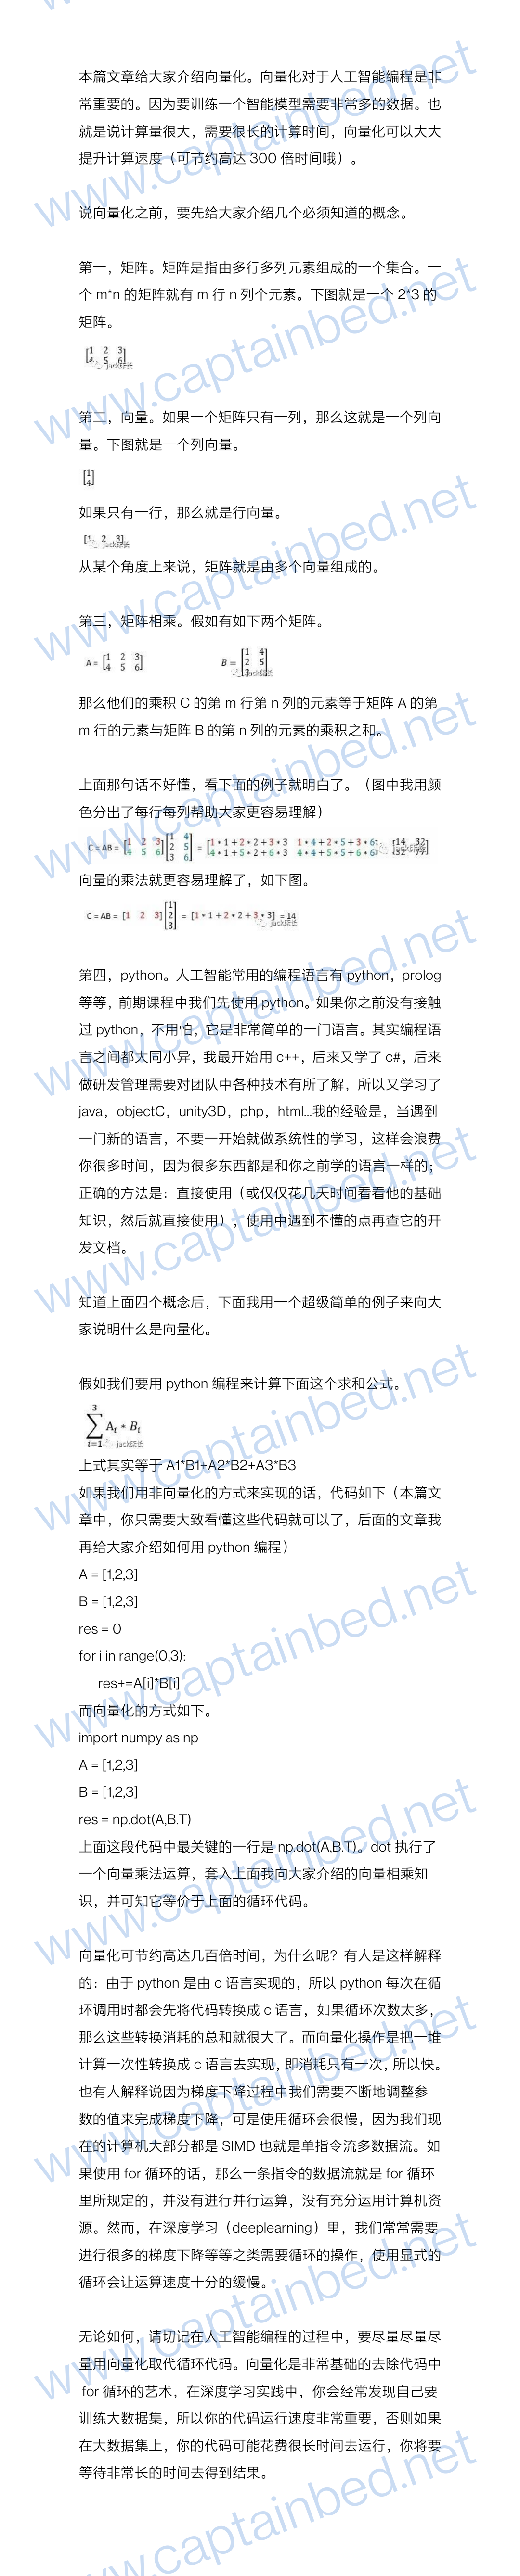 本篇文章给大家介绍向量化。向量化对于人工智能编程是非
常重要的。因为要训练一个智能模型需要非常多的数据。也
就是说计算量很大，需要很长的计算时间，向量化可以大大
提升计算速度（可节约高达 300 倍时间哦）。
说向量化之前，要先给大家介绍几个必须知道的概念。
第一，矩阵。矩阵是指由多行多列元素组成的一个集合。一
个 m*n 的矩阵就有 m 行 n 列个元素。下图就是一个 2*3 的
矩阵。
[1 2 3
4 5 6]
jack床长
第二，向量。如果一个矩阵只有一列，那么这就是一个列向
量。下图就是一个列向量。
[1
4]
如果只有一行，那么就是行向量。
[1 2 3]
jack床长
从某个角度上来说，矩阵就是由多个向量组成的。
第三，矩阵相乘。假如有如下两个矩阵。
A = [1 2 3
4 5 6]
B = [1 4
2 5
jack床长
那么他们的乘积 C 的第 m 行第 n 列的元素等于矩阵 A 的第
m 行的元素与矩阵 B 的第 n 列的元素的乘积之和。
上面那句话不好懂，看下面的例子就明白了。（图中我用颜
色分出了每行每列帮助大家更容易理解）
C = AB = [1 2 3
4 5 6] [1 4
2 5
3 6] = [1*1+2*2+3*3 1*4+2*5+3*6
4*1+5*2+6*3 4*4+5*5+6*6] [14 32
32 77]
向量的乘法就更容易理解了，如下图。
C = AB = [1 2 3] [1
2
3] = [1*1+2*2+3*3] = 14
jack床长
第四，python。人工智能常用的编程语言有 python，prolog
等等，前期课程中我们先使用 python。如果你之前没有接触
过 python，不用怕，它是非常简单的一门语言。其实编程语
言之间都大同小异，我最开始用 c++，后来又学了 c#，后来
做研发管理需要对团队中各种技术有所了解，所以又学习了
java，objectC，unity3D，php，html...我的经验是，当遇到
一门新的语言，不要一开始就做系统性的学习，这样会浪费
你很多时间，因为很多东西都是和你之前学的语言一样的；
正确的方法是：直接使用（或仅仅花几天时间看看他的基础
知识，然后就直接使用），使用中遇到不懂的点再查它的开
发文档。
知道上面四个概念后，下面我用一个超级简单的例子来向大
家说明什么是向量化。
假如我们要用 python 编程来计算下面这个求和公式。
3
∑ Ai * Bi
i=1
jack床长
上式其实等于 A1*B1+A2*B2+A3*B3
如果我们用非向量化的方式来实现的话，代码如下（本篇文
章中，你只需要大致看懂这些代码就可以了，后面的文章我
再给大家介绍如何用 python 编程）
A = [1,2,3]
B = [1,2,3]
res = 0
for i in range(0,3):
res+=A[i]*B[i]
而向量化的方式如下。
import numpy as np
A = [1,2,3]
B = [1,2,3]
res = np.dot(A,B.T)
上面这段代码中最关键的一行是 np.dot(A,B.T)。dot 执行了
一个向量乘法运算，套入上面我向大家介绍的向量相乘知
识，并可知它等价于上面的循环代码。
向量化可节约高达几百倍时间，为什么呢？有人是这样解释
的：由于 python 是由 c 语言实现的，所以 python 每次在循
环调用时都会先将代码转换成 c 语言，如果循环次数太多，
那么这些转换消耗的总和就很大了。而向量化操作是把一堆
计算一次性转换成 c 语言去实现，即消耗只有一次，所以快。
也有人解释说因为梯度下降过程中我们需要不断地调整参
数的值来完成梯度下降，可是使用循环会很慢，因为我们现
在的计算机大部分都是 SIMD 也就是单指令流多数据流。如
果使用 for 循环的话，那么一条指令的数据流就是 for 循环
里所规定的，并没有进行并行运算，没有充分运用计算机资
源。然而，在深度学习（deeplearning）里，我们常常需要
进行很多的梯度下降等等之类需要循环的操作，使用显式的
循环会让运算速度十分的缓慢。
无论如何，请切记在人工智能编程的过程中，要尽量尽量尽
量用向量化取代循环代码。向量化是非常基础的去除代码中
for 循环的艺术，在深度学习实践中，你会经常发现自己要
训练大数据集，所以你的代码运行速度非常重要，否则如果
在大数据集上，你的代码可能花费很长时间去运行，你将要
等待非常长的时间去得到结果。
www.captainbed.net
www.captainbed.net
www.captainbed.net
www.captainbed.net
www.captainbed.net
www.captainbed.net
www.captainbed.net
www.captainbed.net
www.captainbed.net
www.captainbed.net
www.captainbed.net